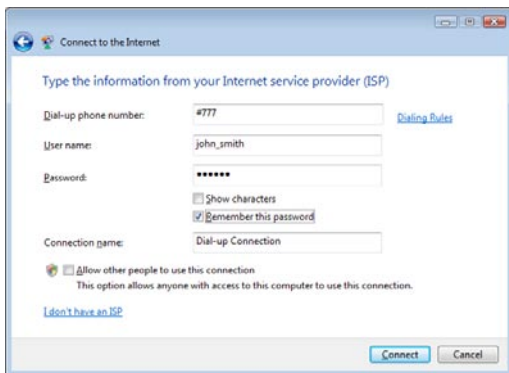 Connect to the Internet
Type the information from your Internet service provider (ISP)
Dial-up phone number: #777 Dialing Rules
User name: john_smith
Password: ••••••
Show characters
Remember this password
Connection name: Dial-up Connection
Allow other people to use this connection
This option allows anyone with access to this computer to use this connection.
I don't have an ISP
Connect Cancel